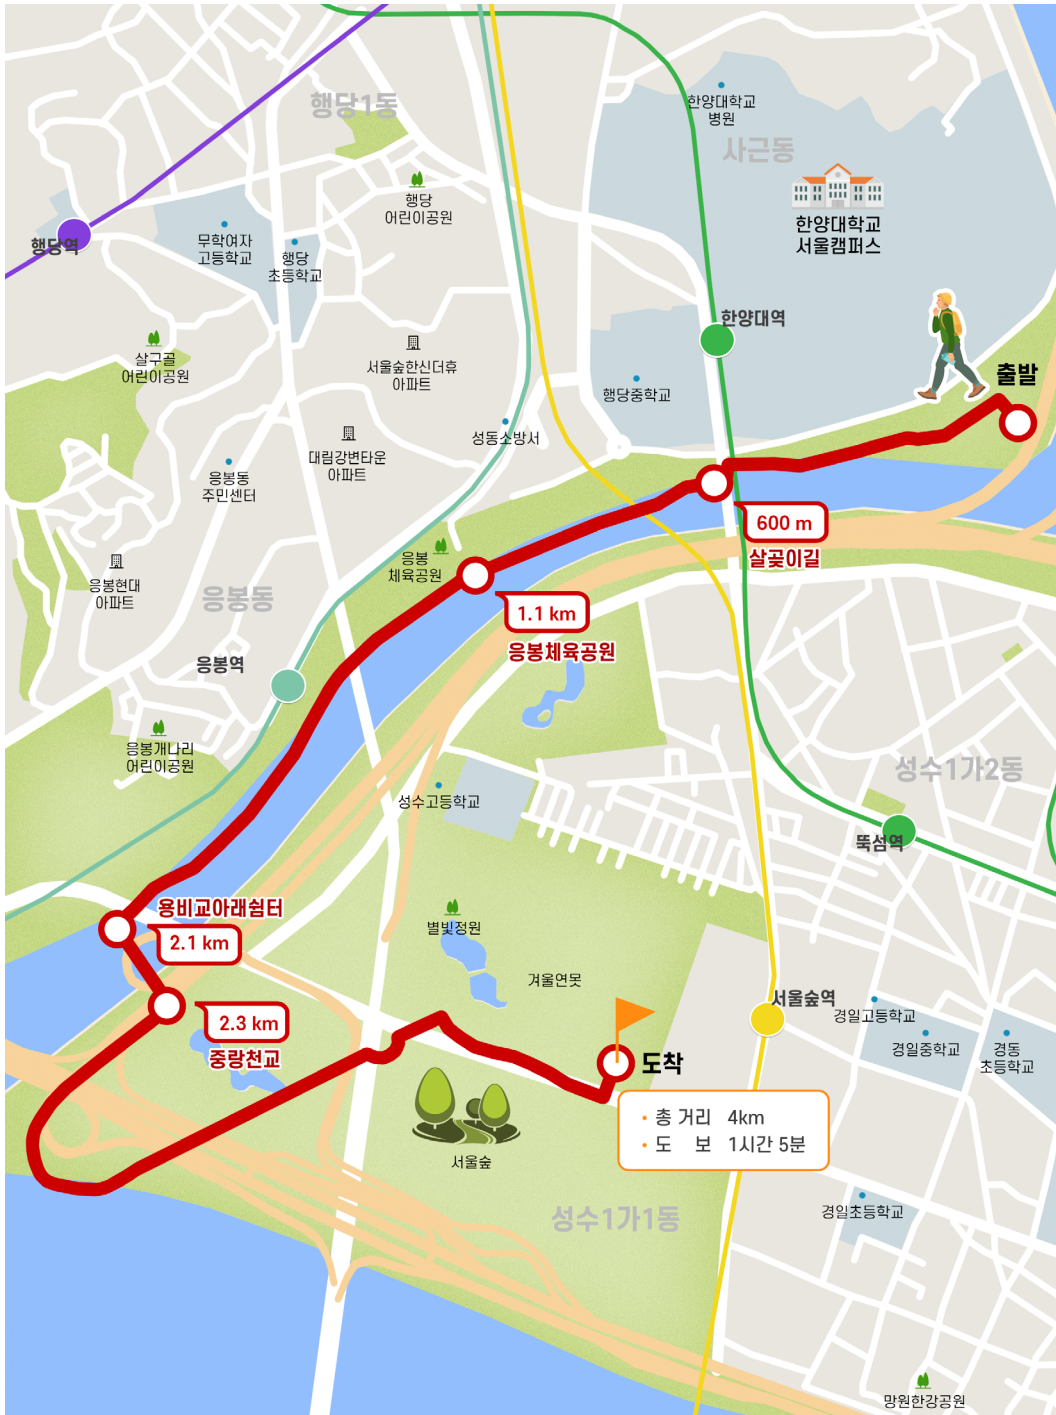 행당1동
한양대학교
병원
사근동
한양대학교
서울캠퍼스
행당
어린이공원
행당역
무학여자
고등학교
행당
초등학교
한양대역
살구골
어린이공원
서울숲한신더휴
아파트
행당중학교
출발
성동소방서
대림강변타운
아파트
응봉동
주민센터
600 m
살곶이길
응봉
체육공원
응봉현대
아파트
응봉동
1.1 km
응봉체육공원
응봉역
응봉개나리
어린이공원
성수1가2동
성수고등학교
뚝섬역
용비교아래쉼터
2.1 km
별빛정원
겨울연못
서울숲역
경일고등학교
2.3 km
중랑천교
경일중학교
경동
초등학교
도착
• 총 거리 4km
• 도 보 1시간 5분
서울숲
성수1가1동
경일초등학교
망원한강공원